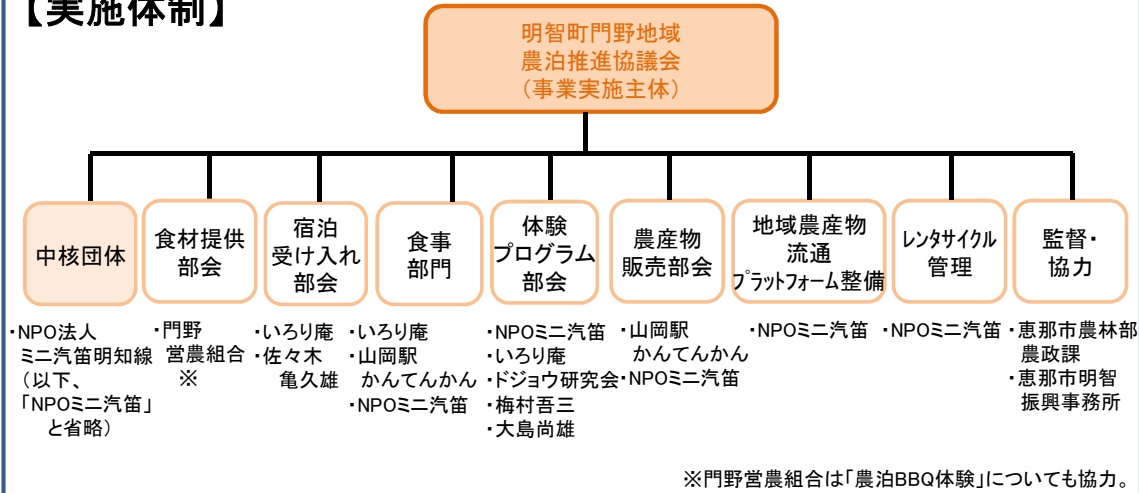 【実施体制】
明智町門野地域
農泊推進協議会
（事業実施主体）
中核団体
食材提供
部会
宿泊
受け入れ
部会
食事
部門
体験
プログラム
部会
農産物
販売部会
地域農産物
流通
プラットフォーム整備
レンタサイクル
管理
監督・
協力
・NPO法人
ミニ汽笛明知線
（以下、
「NPOミニ汽笛」
と省略）
・門野
営農組合
※
・いろり庵
・佐々木
亀久雄
・いろり庵
・山岡駅
かんてんかん
・NPOミニ汽笛
・NPOミニ汽笛
・いろり庵
・ドジョウ研究会
・梅村吾三
・大島尚雄
・山岡駅
かんてんかん
・NPOミニ汽笛
・NPOミニ汽笛
・NPOミニ汽笛
・恵那市農林部
農政課
・恵那市明智
振興事務所
※門野営農組合は「農泊BBQ体験」についても協力。